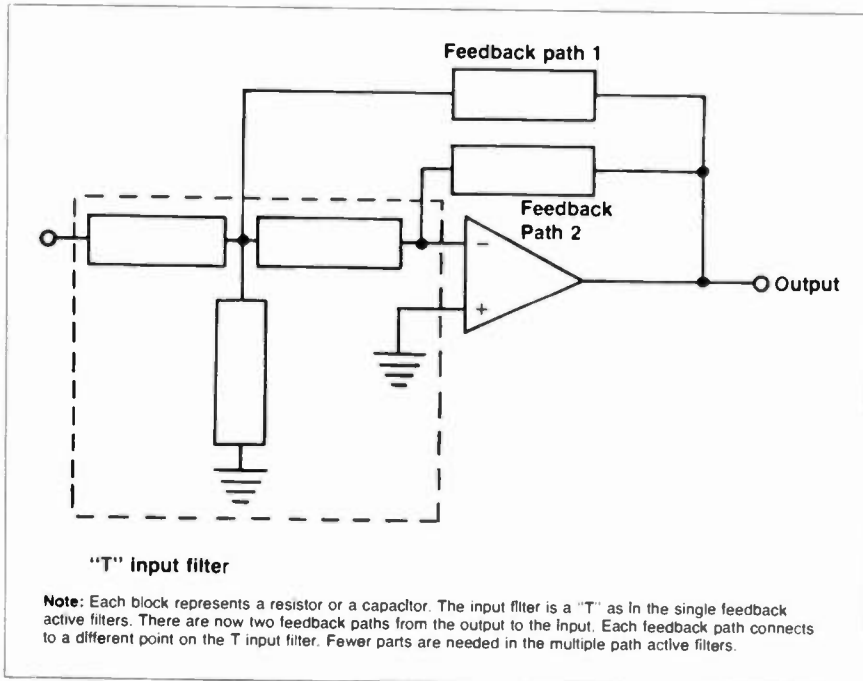 Feedback path 1
Feedback
Path 2
−
+
Output
"T" input filter
Note: Each block represents a resistor or a capacitor. The input filter is a "T" as in the single feedback
active filters. There are now two feedback paths from the output to the input. Each feedback path connects
to a different point on the T input filter. Fewer parts are needed in the multiple path active filters.